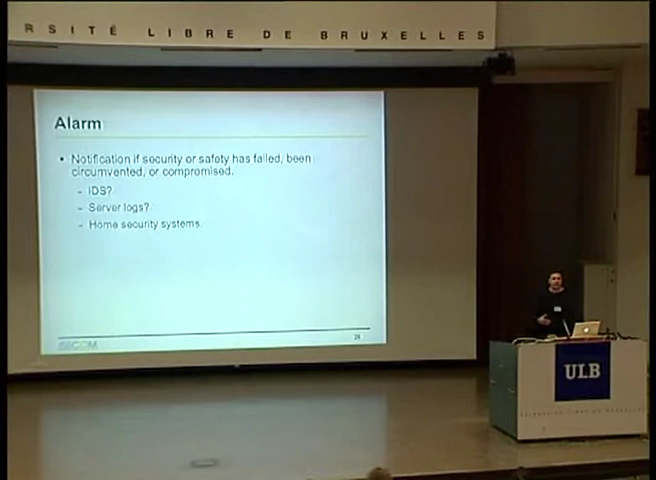 RSITÉ LIBRE DE BRUXELLES
Alarm
• Notification if security or safety has failed, been
circumvented, or compromised.
- IDS?
- Server logs?
- Home security systems.
ULB